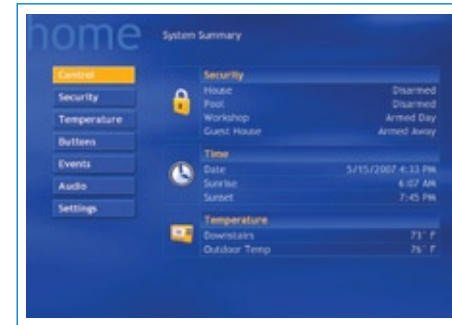 home
System Summary
Control
Security
Temperature
Buttons
Events
Audio
Settings
Security
House Disarmed
Pool Disarmed
Workshop Armed Day
Guest House Armed Away
Time
Date 5/15/2007 4:33 PM
Sunrise 6:07 AM
Sunset 7:45 PM
Temperature
Downstairs 73° F
Outdoor Temp 76° F